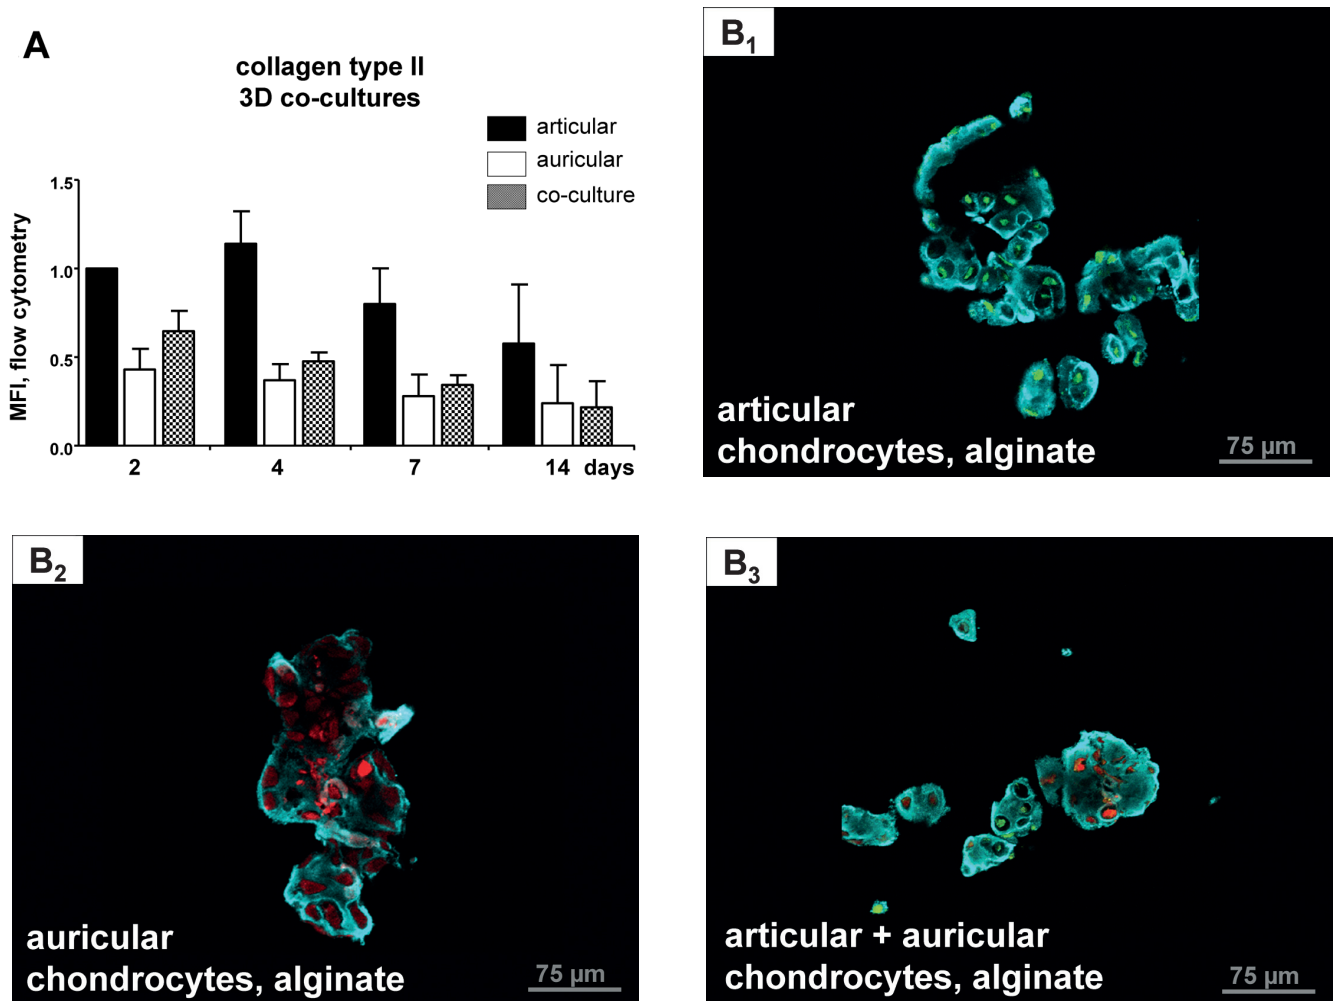 A
collagen type II
3D co-cultures
articular
auricular
co-culture
MFI, flow cytometry
1.5
1.0
0.5
0.0
2 4 7 14 days
B1
articular
chondrocytes, alginate
75 µm
B2
auricular
chondrocytes, alginate
75 µm
B3
articular + auricular
chondrocytes, alginate
75 µm